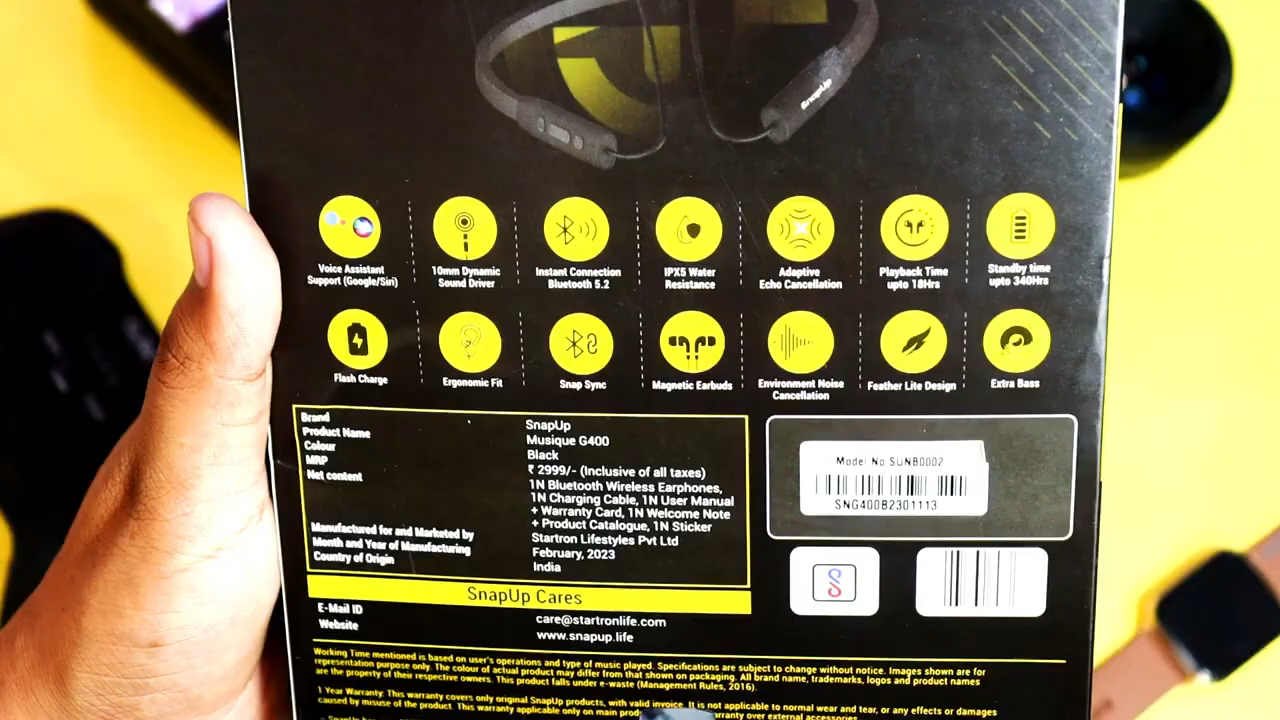 SnapUp
Voice Assistant
Support (Google/Siri)
10mm Dynamic
Sound Driver
Instant Connection
Bluetooth 5.2
IPX5 Water
Resistance
Adaptive
Echo Cancellation
Playback Time
upto 18Hrs
Standby time
upto 340Hrs
Flash Charge
Ergonomic Fit
Snap Sync
Magnetic Earbuds
Environment Noise
Cancellation
Feather Lite Design
Extra Bass
Brand
SnapUp
Product Name
Musique G400
Colour
Black
MRP
₹ 2999/- (Inclusive of all taxes)
Net content
1N Bluetooth Wireless Earphones,
1N Charging Cable, 1N User Manual
+ Warranty Card, 1N Welcome Note
+ Product Catalogue, 1N Sticker
Manufactured for and Marketed by
Startron Lifestyles Pvt Ltd
Month and Year of Manufacturing
February, 2023
Country of Origin
India
Model No SUNB0002
SNG400B2301113
SnapUp Cares
E-Mail ID
care@startronlife.com
Website
www.snapup.life
Working Time mentioned is based on user's operations and type of music played. Specifications are subject to change without notice. Images shown are for
representation purpose only. The colour of actual product may differ from that shown on packaging. All brand name, trademarks, logos and product names
are the property of their respective owners. This product falls under e-waste (Management Rules, 2016).
1 Year Warranty: This warranty covers only original SnapUp products, with valid invoice. It is not applicable to normal wear and tear, or any effects or damages
caused by misuse of the product. This warranty applicable only on main warranty over external accessories.